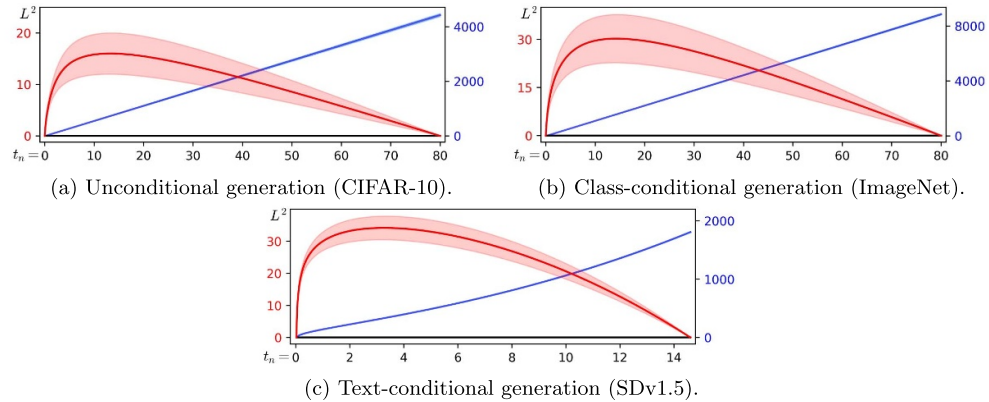 L²
20
10
0
4000
2000
0
tₙ = 0 10 20 30 40 50 60 70 80
(a) Unconditional generation (CIFAR-10).
L²
30
15
0
8000
4000
0
tₙ = 0 10 20 30 40 50 60 70 80
(b) Class-conditional generation (ImageNet).
L²
30
20
10
0
2000
1000
0
tₙ = 0 2 4 6 8 10 12 14
(c) Text-conditional generation (SDv1.5).